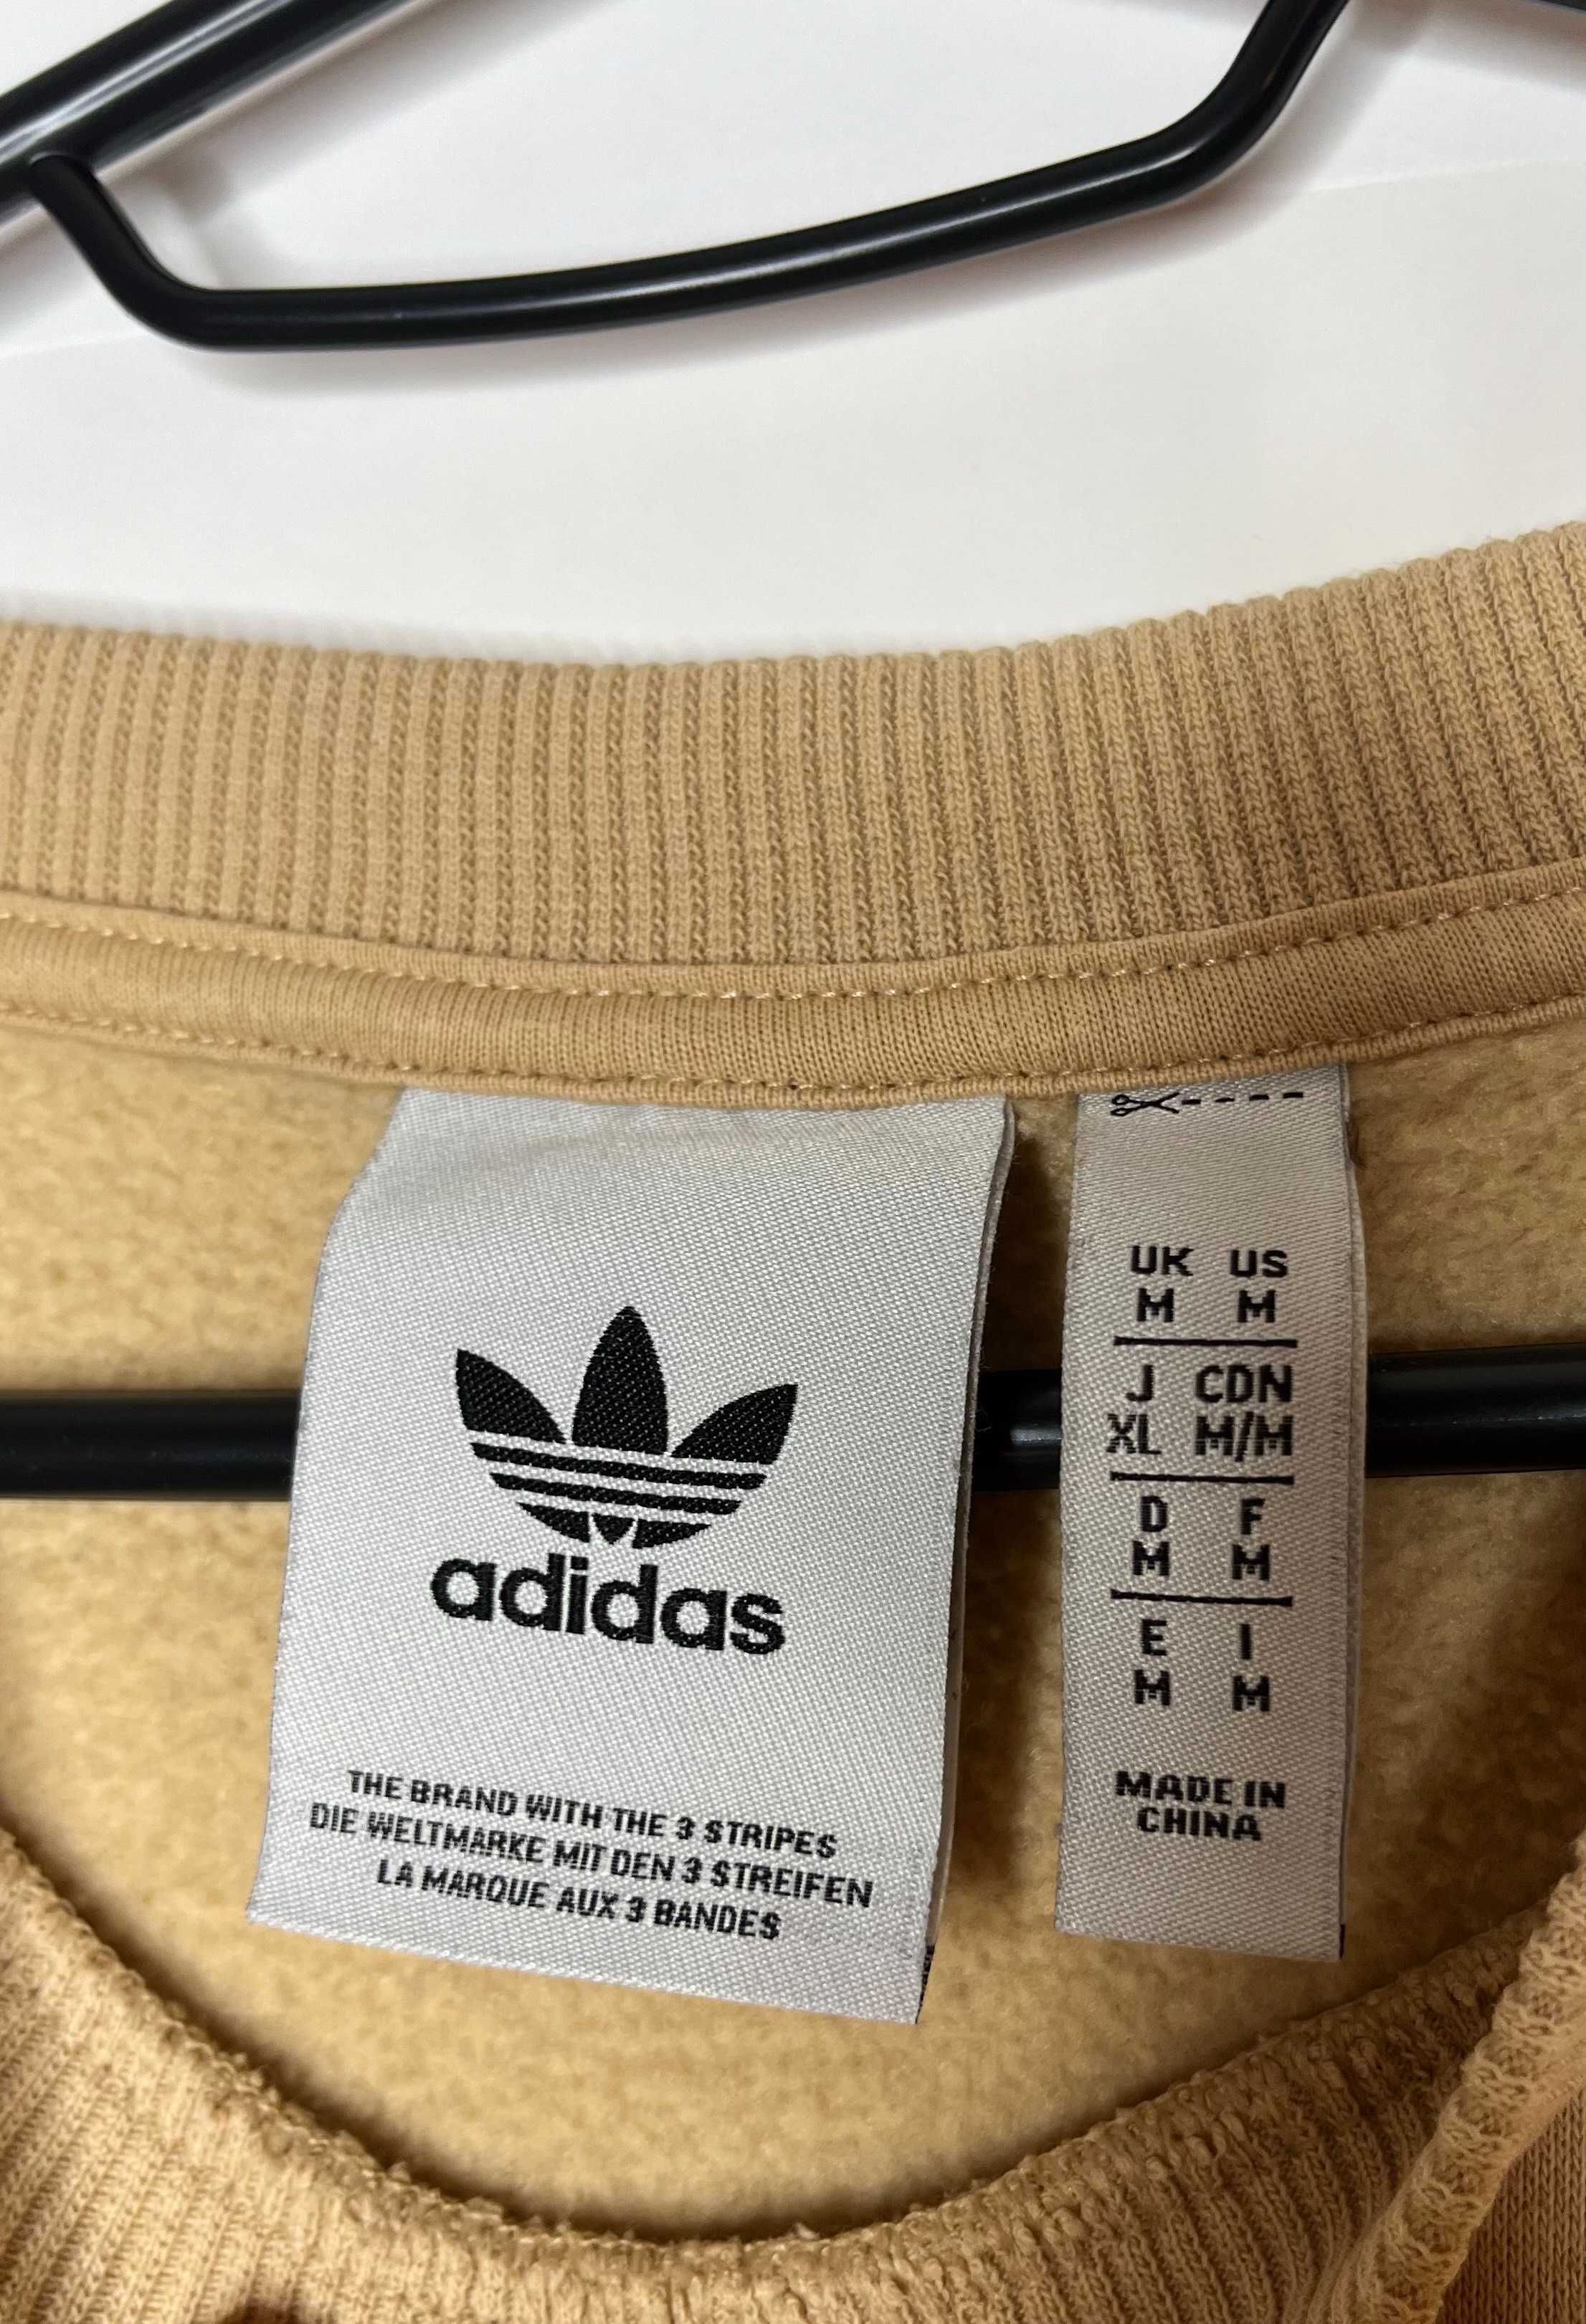 adidas
THE BRAND WITH THE 3 STRIPES
DIE WELTMARKE MIT DEN 3 STREIFEN
LA MARQUE AUX 3 BANDES
UK US
M M
J CDN
XL M/M
D F
M M
E I
M M
MADE IN
CHINA